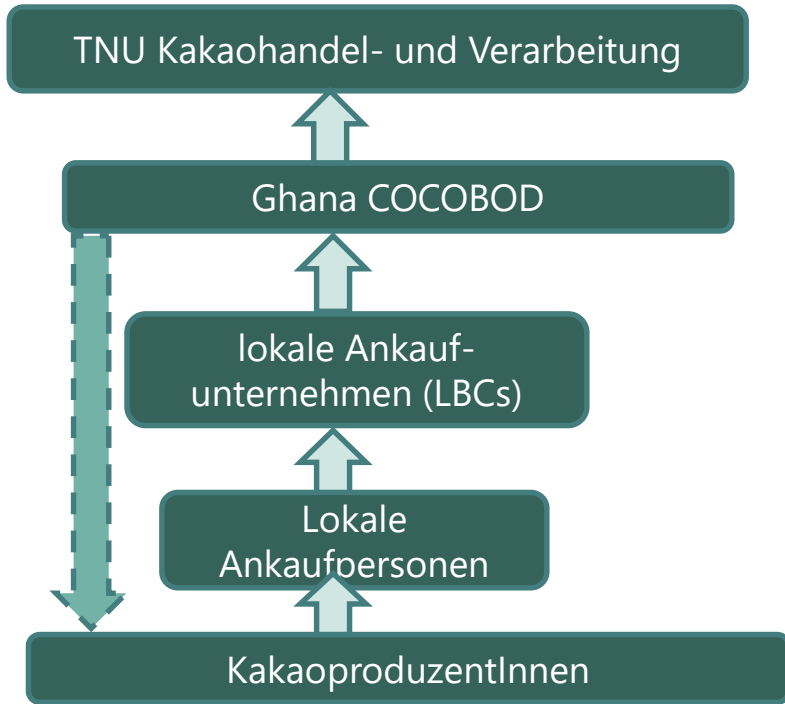 TNU Kakaohandel- und Verarbeitung
Ghana COCOBOD
lokale Ankauf-
unternehmen (LBCs)
Lokale
Ankaufpersonen
KakaoproduzentInnen